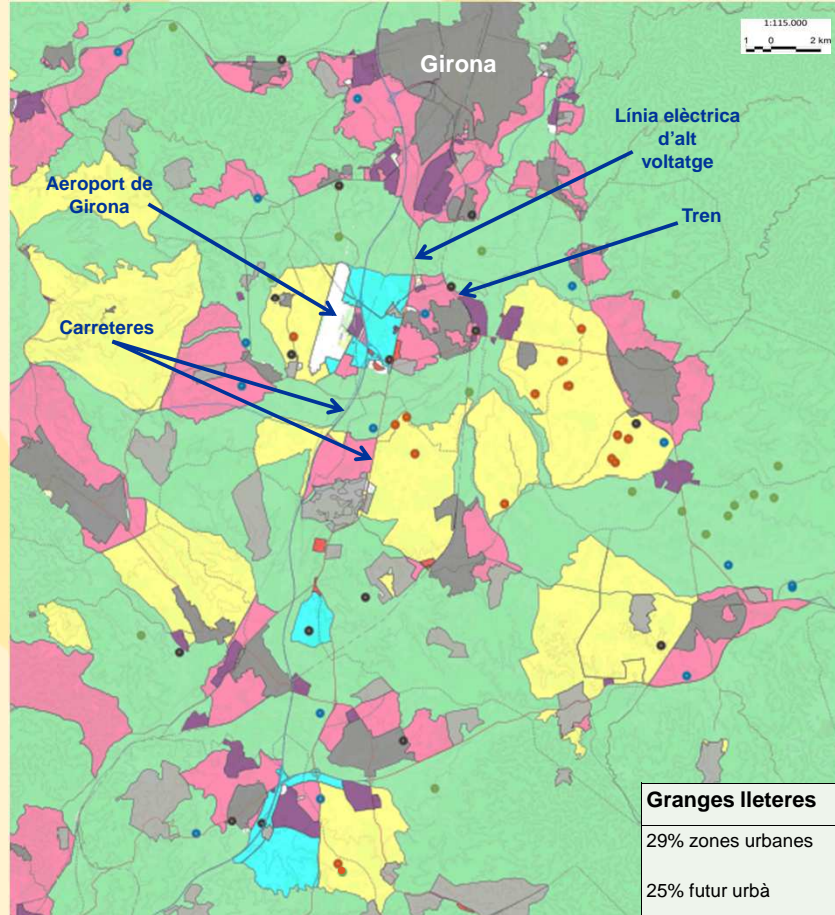 1:115.000
1 0 2 km
Girona
Línia elèctrica
d'alt
voltatge
Aeroport de
Girona
Tren
Carreteres
Granges lleteres
29% zones urbanes
25% futur urbà